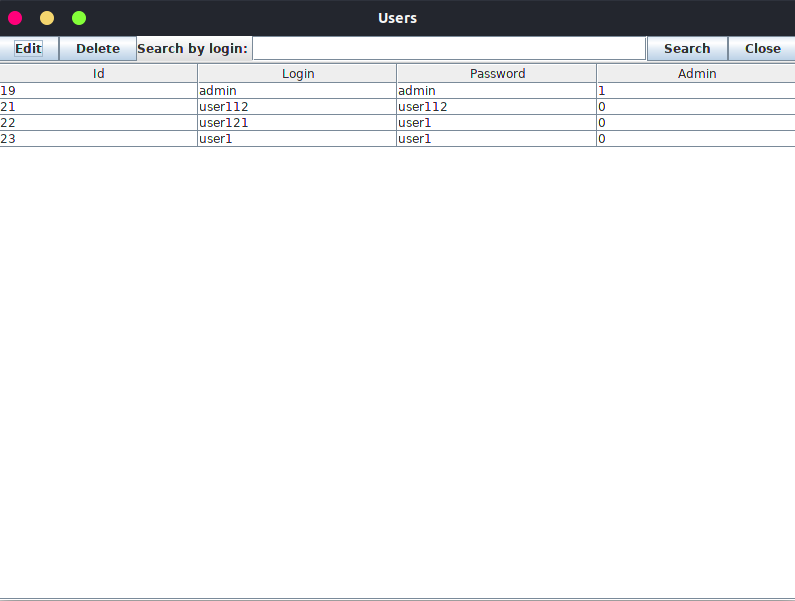 Users
Edit Delete Search by login: Search Close
Id Login Password Admin
19 admin admin 1
21 user112 user112 0
22 user121 user1 0
23 user1 user1 0